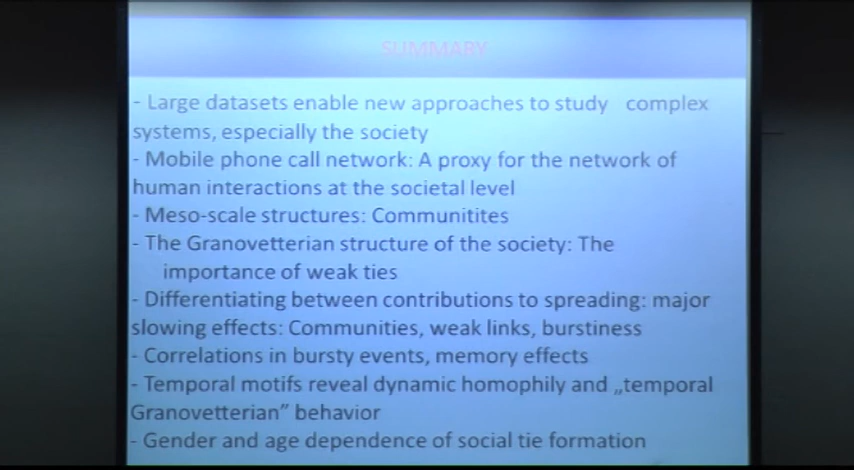 SUMMARY
- Large datasets enable new approaches to study complex
systems, especially the society
- Mobile phone call network: A proxy for the network of
human interactions at the societal level
- Meso-scale structures: Communitites
- The Granovetterian structure of the society: The
importance of weak ties
- Differentiating between contributions to spreading: major
slowing effects: Communities, weak links, burstiness
- Correlations in bursty events, memory effects
- Temporal motifs reveal dynamic homophily and „temporal
Granovetterian” behavior
- Gender and age dependence of social tie formation